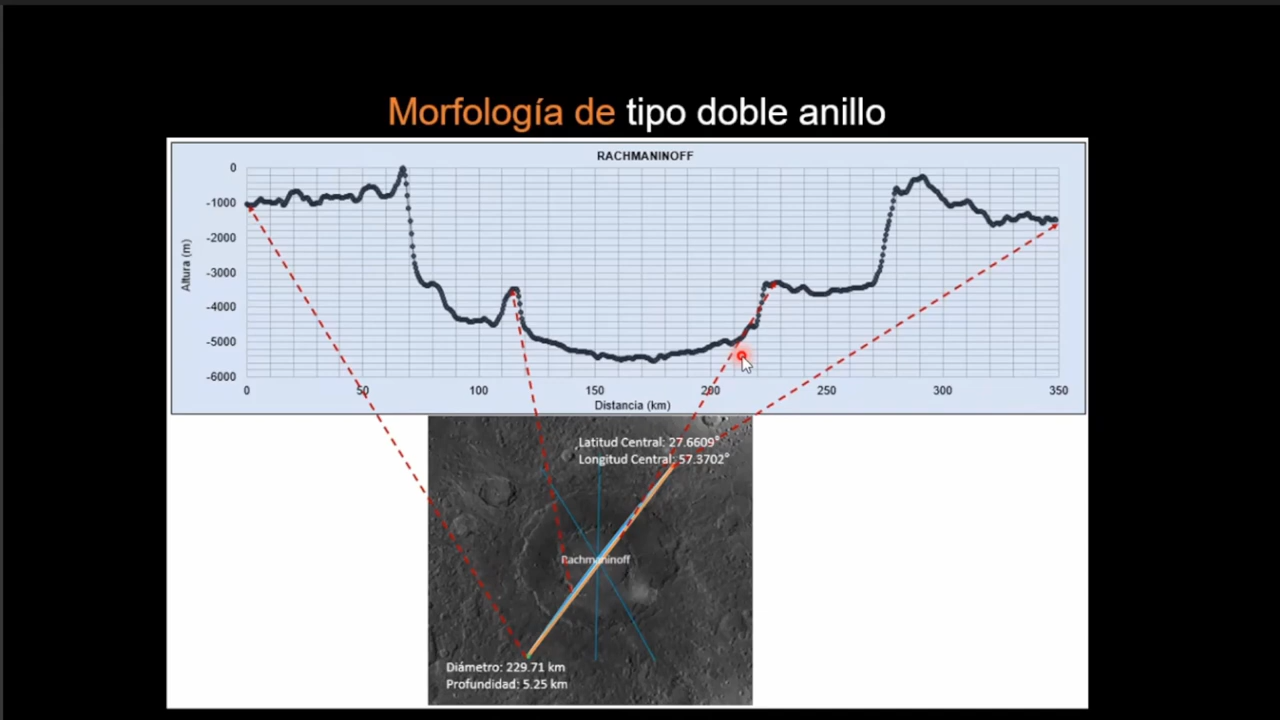 Morfología de tipo doble anillo
RACHMANINOFF
0
-1000
-2000
-3000
-4000
-5000
-6000
Altura (m)
0 50 100 150 200 250 300 350
Distancia (km)
Latitud Central: 27.6609°
Longitud Central: 57.3702°
Rachmaninoff
Diámetro: 229.71 km
Profundidad: 5.25 km